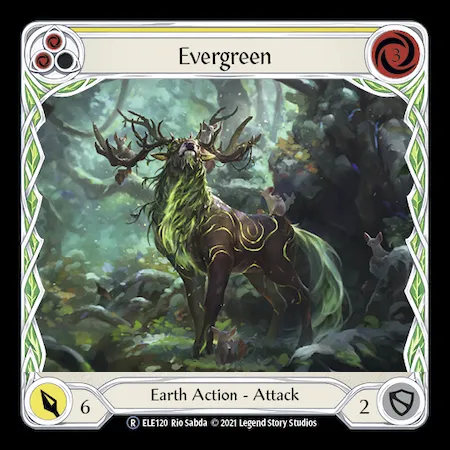 Evergreen
3
Earth Action - Attack
6
2
R ELE120 Rio Sabda © 2021 Legend Story Studios